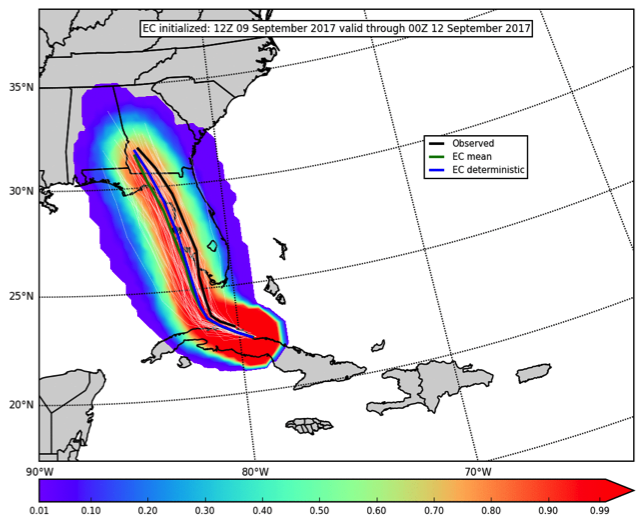 EC initialized: 12Z 09 September 2017 valid through 00Z 12 September 2017
35°N
Observed
EC mean
EC deterministic
30°N
25°N
20°N
90°W 80°W 70°W
0.01 0.10 0.20 0.30 0.40 0.50 0.60 0.70 0.80 0.90 0.99